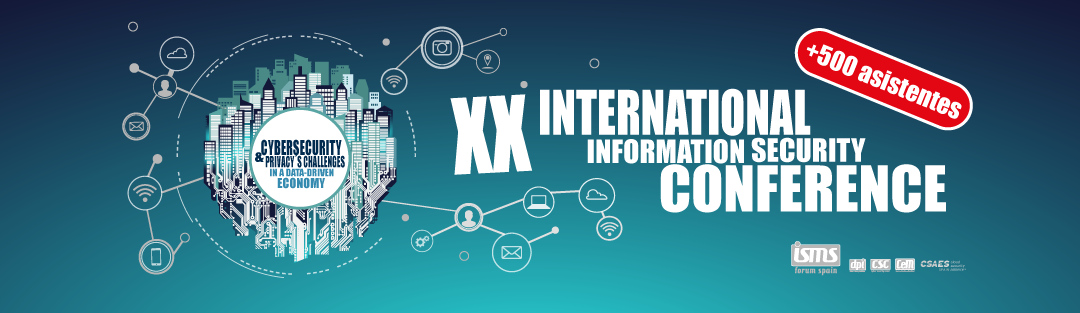 CYBERSECURITY
& PRIVACY´S CHALLENGES
IN A DATA-DRIVEN
ECONOMY
+500 asistentes
XX INTERNATIONAL
INFORMATION SECURITY
CONFERENCE
isms
forum spain
dpi
CSC
CSAES